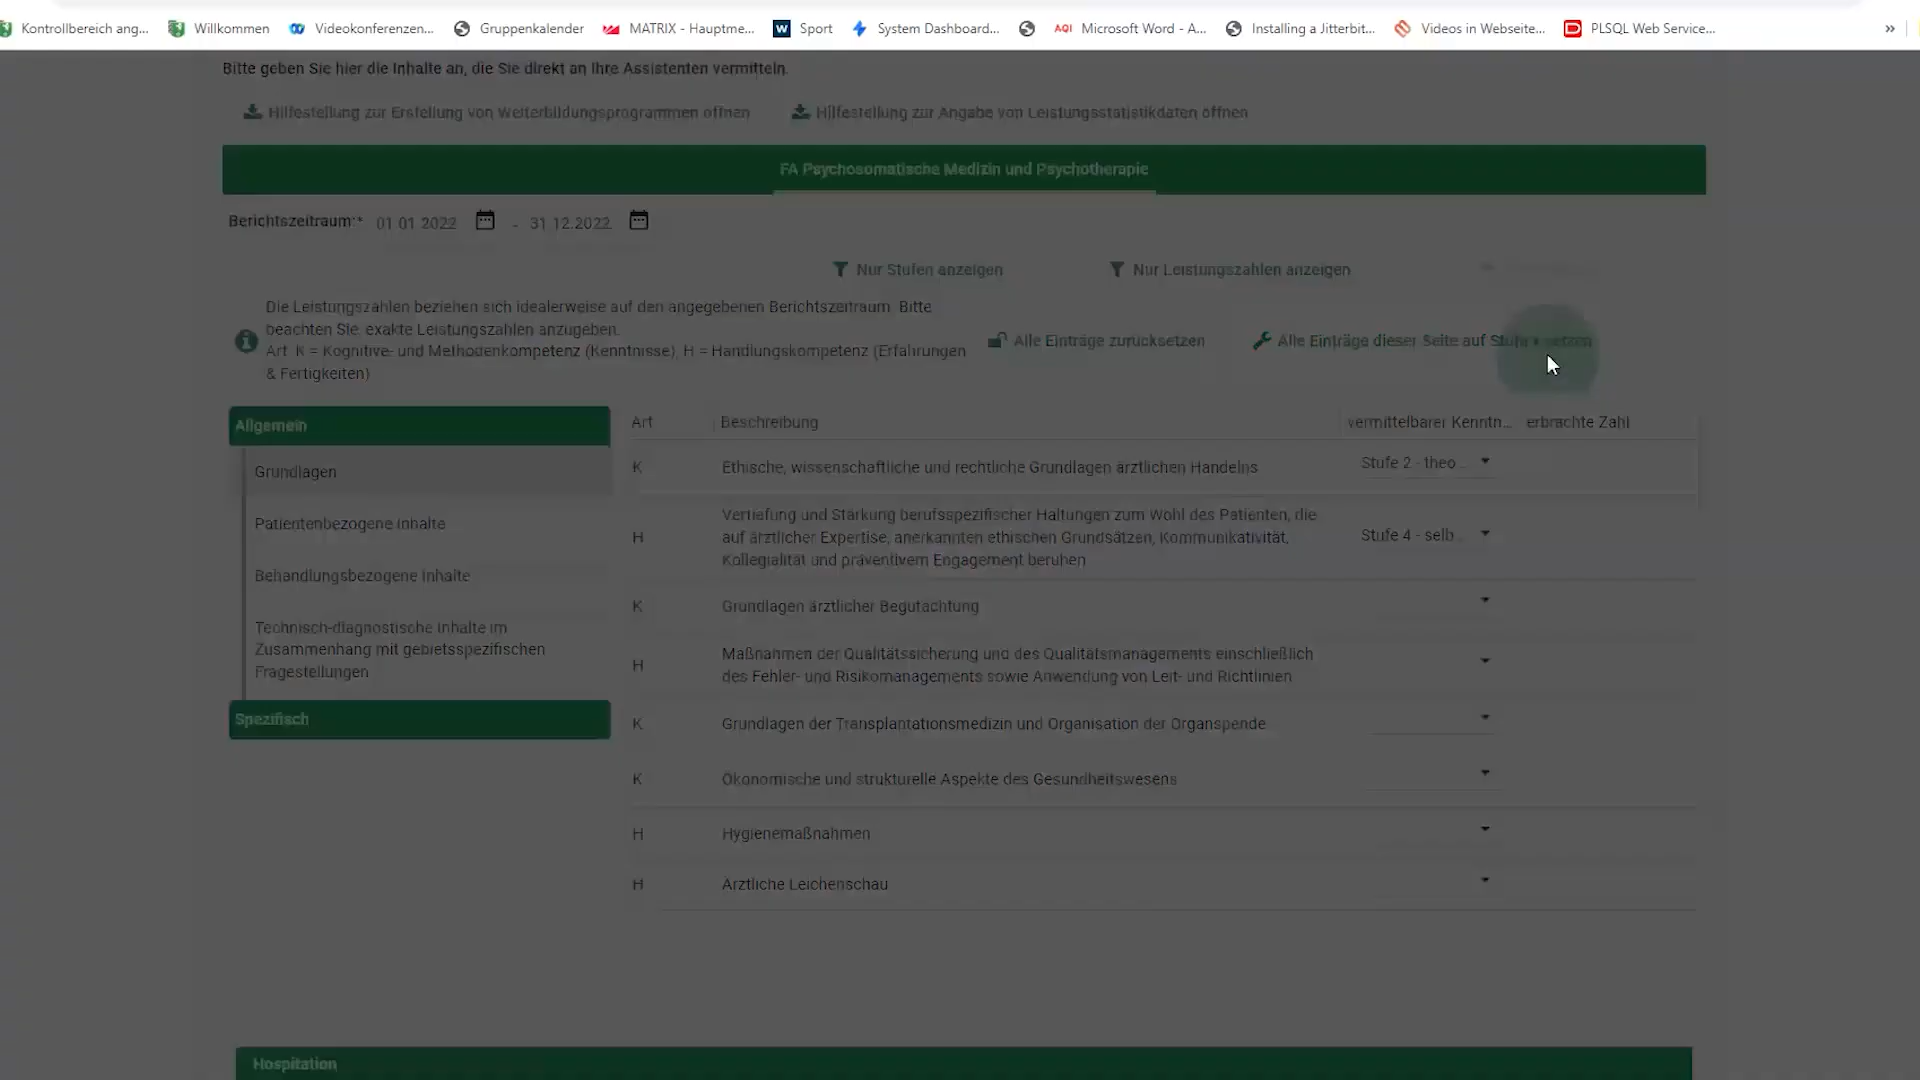 Kontrollbereich ang... Willkommen Videokonferenzen... Gruppenkalender MATRIX - Hauptme... W Sport System Dashboard... AQI Microsoft Word - A... Installing a Jitterbit... Videos in Webseite... PLSQL Web Service... »
Bitte geben Sie hier die Inhalte an, die Sie direkt an Ihre Assistenten vermitteln.
Hilfestellung zur Erstellung von Weiterbildungsprogrammen öffnen Hilfestellung zur Angabe von Leistungsstatistikdaten öffnen
FA Psychosomatische Medizin und Psychotherapie
Berichtszeitraum:* 01.01.2022 - 31.12.2022
Nur Stufen anzeigen Nur Leistungszahlen anzeigen
Die Leistungszahlen beziehen sich idealerweise auf den angegebenen Berichtszeitraum. Bitte
beachten Sie, exakte Leistungszahlen anzugeben.
Art: K = Kognitive- und Methodenkompetenz (Kenntnisse), H = Handlungskompetenz (Erfahrungen
& Fertigkeiten)
Alle Einträge zurücksetzen Alle Einträge dieser Seite auf Stufe setzen
Allgemein
Grundlagen
Patientenbezogene Inhalte
Behandlungsbezogene Inhalte
Technisch-diagnostische Inhalte im
Zusammenhang mit gebietsspezifischen
Fragestellungen
Spezifisch
Art Beschreibung vermittelbarer Kenntn... erbrachte Zahl
K Ethische, wissenschaftliche und rechtliche Grundlagen ärztlichen Handelns Stufe 2 - theo...
Vertiefung und Stärkung berufsspezifischer Haltungen zum Wohl des Patienten, die
H auf ärztlicher Expertise, anerkannten ethischen Grundsätzen, Kommunikativität, Stufe 4 - selb...
Kollegialität und präventivem Engagement beruhen
K Grundlagen ärztlicher Begutachtung
Maßnahmen der Qualitätssicherung und des Qualitätsmanagements einschließlich
H des Fehler- und Risikomanagements sowie Anwendung von Leit- und Richtlinien
K Grundlagen der Transplantationsmedizin und Organisation der Organspende
K Ökonomische und strukturelle Aspekte des Gesundheitswesens
H Hygienemaßnahmen
H Ärztliche Leichenschau
Hospitation